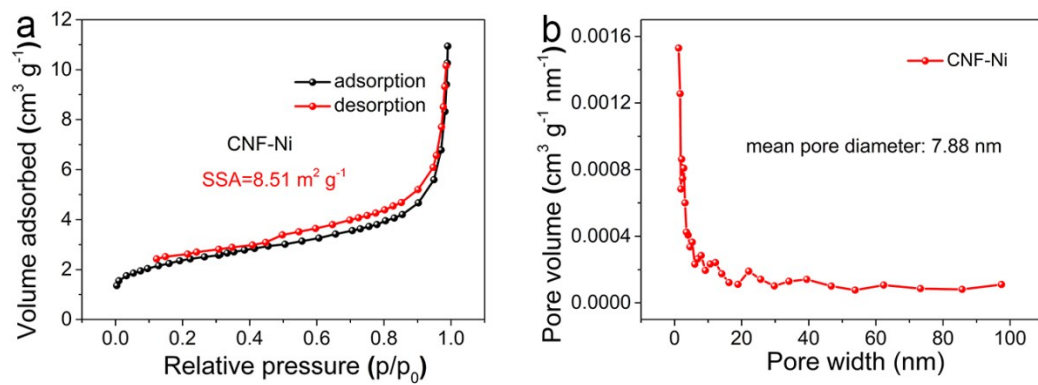 a
Volume adsorbed (cm³ g⁻¹)
12
10
8
6
4
2
0
adsorption
desorption
CNF-Ni
SSA=8.51 m² g⁻¹
0.0 0.2 0.4 0.6 0.8 1.0
Relative pressure (p/p₀)
b
Pore volume (cm³ g⁻¹ nm⁻¹)
0.0016
0.0012
0.0008
0.0004
0.0000
CNF-Ni
mean pore diameter: 7.88 nm
0 20 40 60 80 100
Pore width (nm)